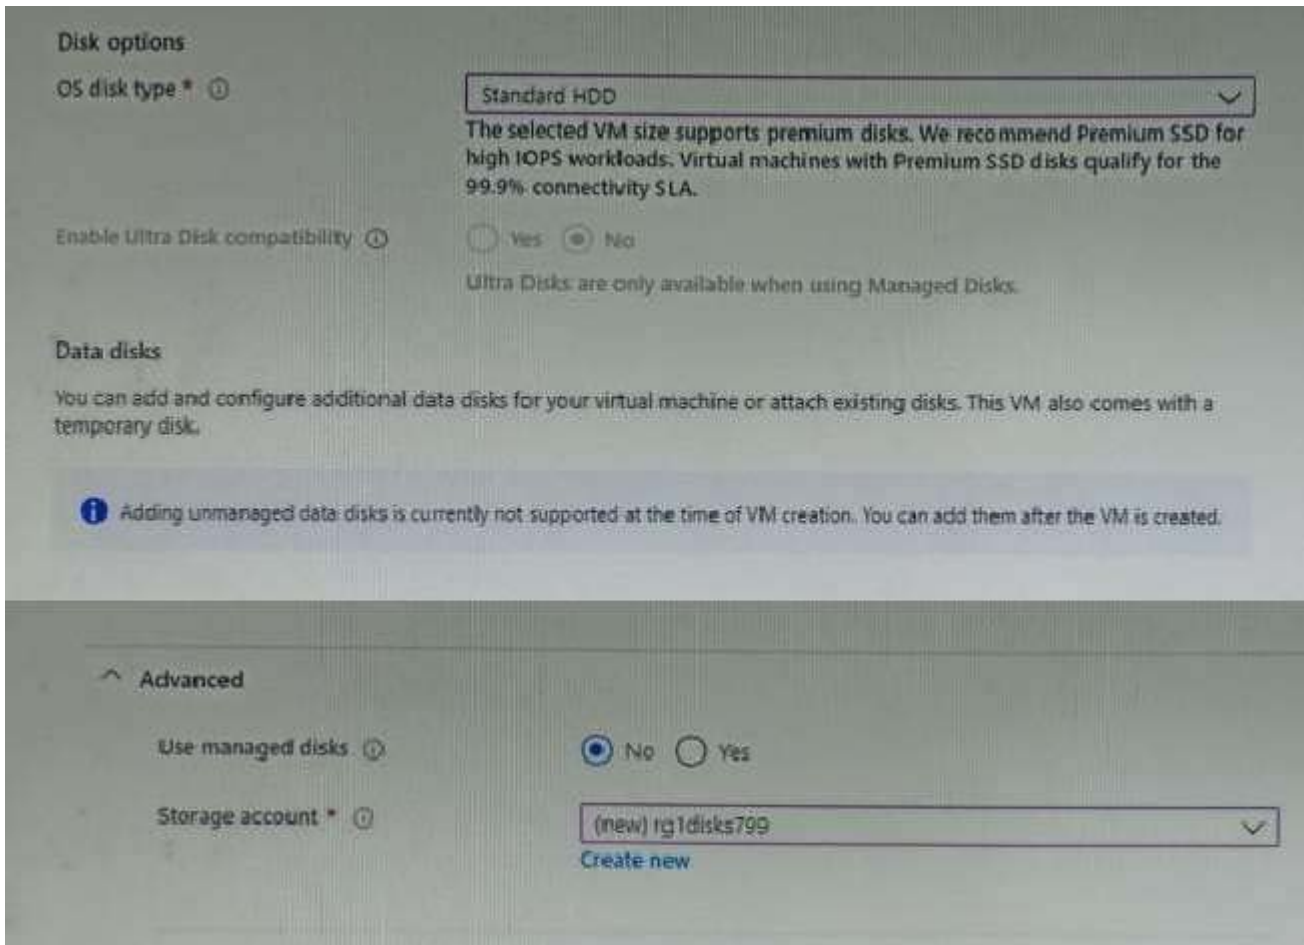 Disk options
OS disk type *
Standard HDD
The selected VM size supports premium disks. We recommend Premium SSD for
high IOPS workloads. Virtual machines with Premium SSD disks qualify for the
99.9% connectivity SLA.
Enable Ultra Disk compatibility
Yes No
Ultra Disks are only available when using Managed Disks.
Data disks
You can add and configure additional data disks for your virtual machine or attach existing disks. This VM also comes with a
temporary disk.
Adding unmanaged data disks is currently not supported at the time of VM creation. You can add them after the VM is created.
Advanced
Use managed disks
No Yes
Storage account *
(new) rg1disks799
Create new